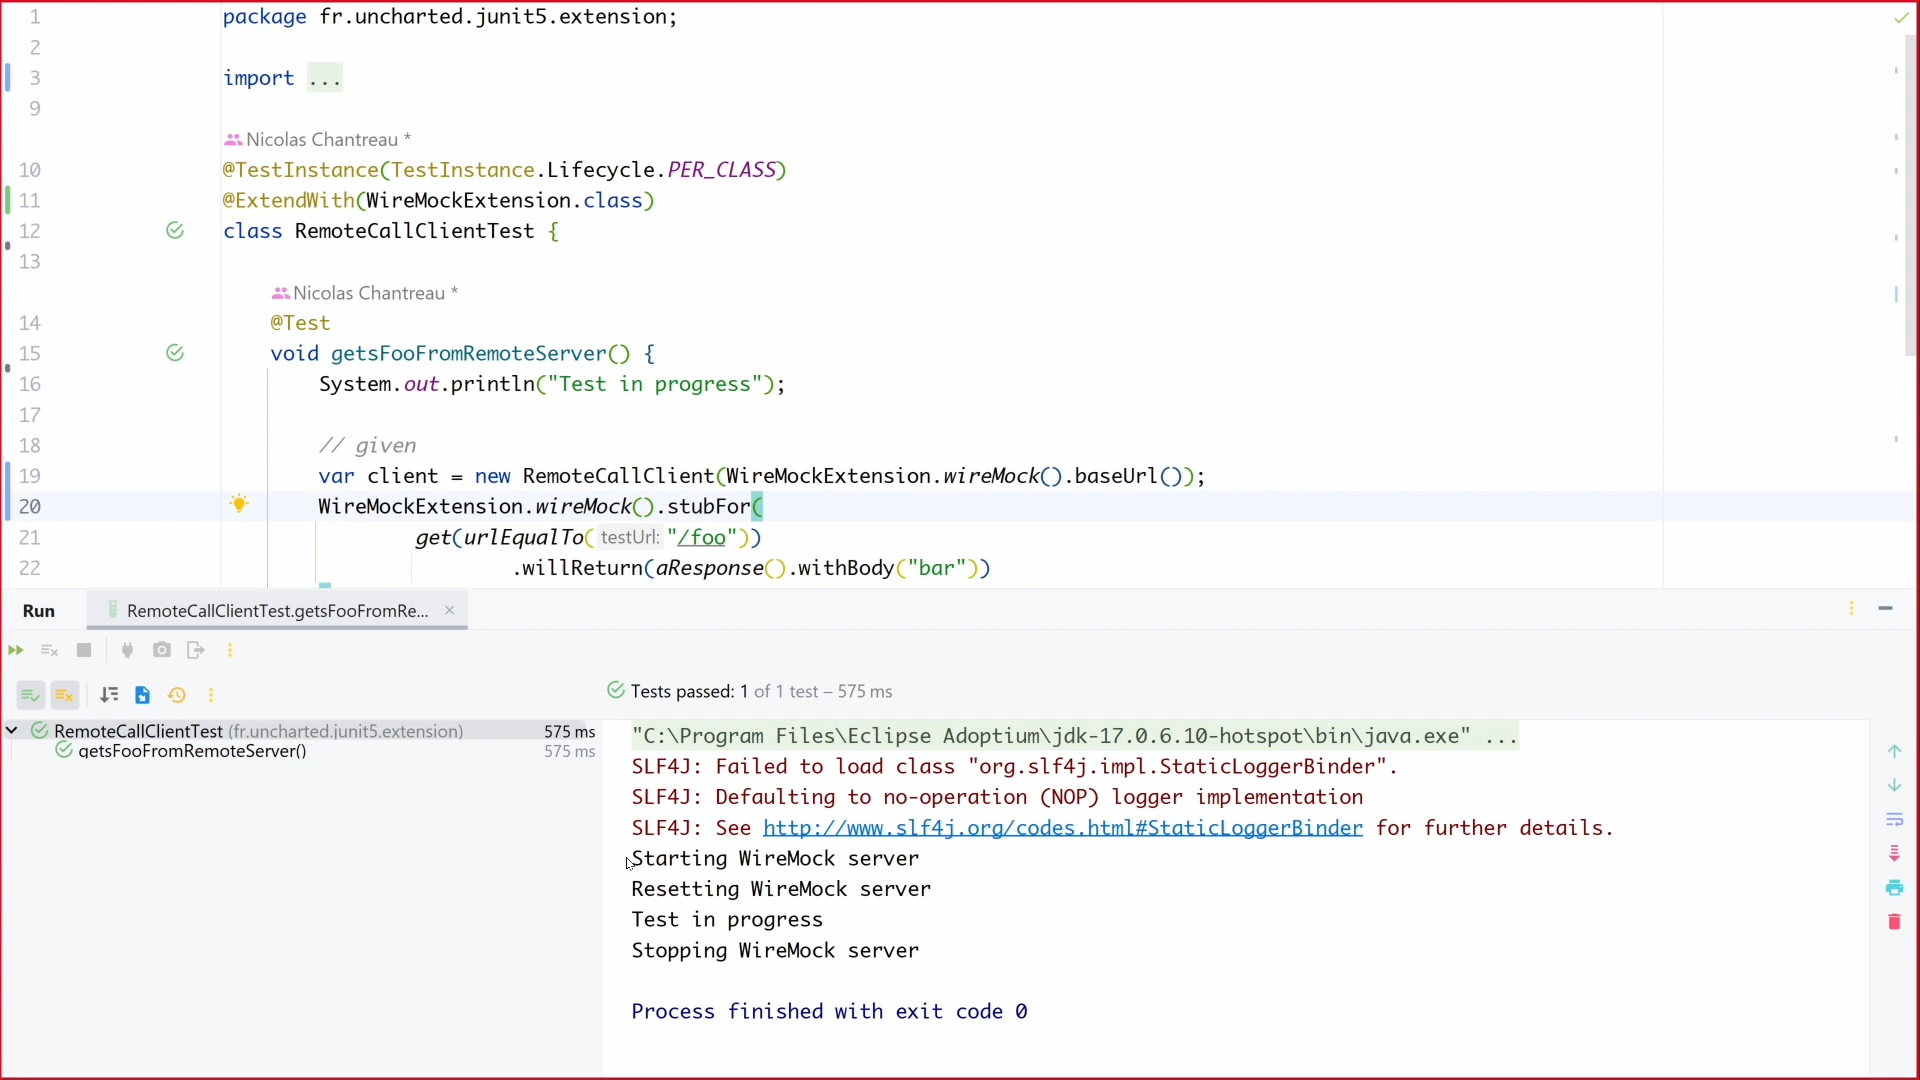 1 package fr.uncharted.junit5.extension;
2
3 import ...
9
Nicolas Chantreau *
10 @TestInstance(TestInstance.Lifecycle.PER_CLASS)
11 @ExtendWith(WireMockExtension.class)
12 class RemoteCallClientTest {
13
Nicolas Chantreau *
14 @Test
15 void getsFooFromRemoteServer() {
16 System.out.println("Test in progress");
17
18 // given
19 var client = new RemoteCallClient(WireMockExtension.wireMock().baseUrl());
20 WireMockExtension.wireMock().stubFor(
21 get(urlEqualTo( testUrl: "/foo"))
22 .willReturn(aResponse().withBody("bar"))
Run RemoteCallClientTest.getsFooFromRe...
Tests passed: 1 of 1 test – 575 ms
RemoteCallClientTest (fr.uncharted.junit5.extension) 575 ms
getsFooFromRemoteServer() 575 ms
"C:\Program Files\Eclipse Adoptium\jdk-17.0.6.10-hotspot\bin\java.exe" ...
SLF4J: Failed to load class "org.slf4j.impl.StaticLoggerBinder".
SLF4J: Defaulting to no-operation (NOP) logger implementation
SLF4J: See http://www.slf4j.org/codes.html#StaticLoggerBinder for further details.
Starting WireMock server
Resetting WireMock server
Test in progress
Stopping WireMock server
Process finished with exit code 0